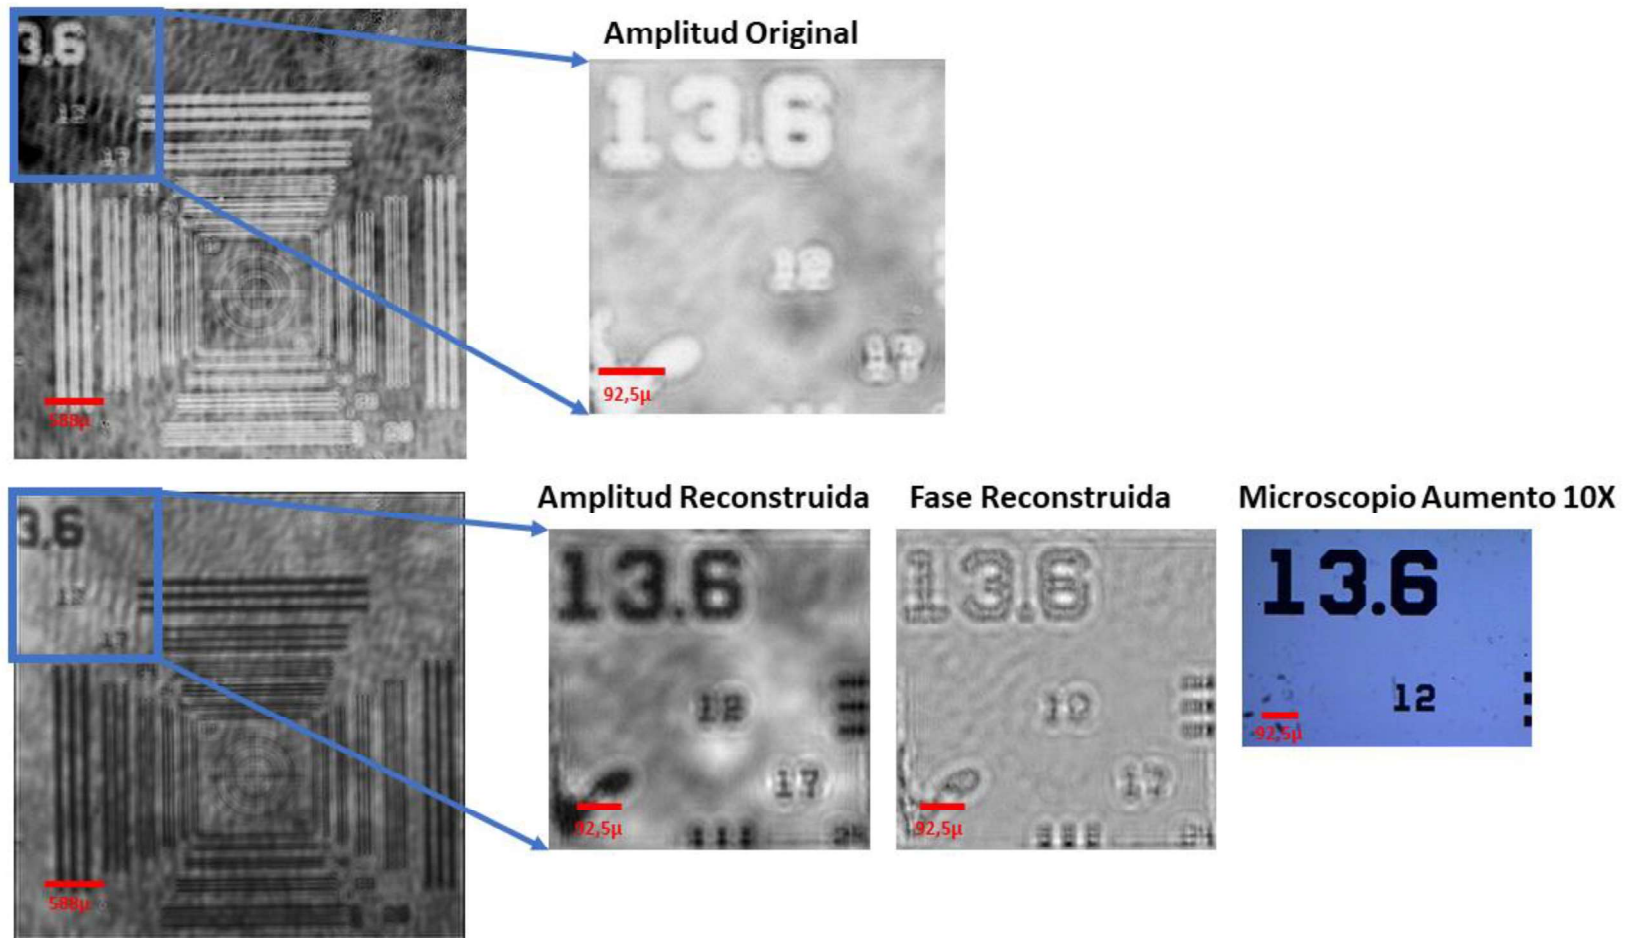 3.6
12
17
588µ
Amplitud Original
13.6
12
17
92,5µ
3.6
12
17
588µ
Amplitud Reconstruida
13.6
12
17
92,5µ
Fase Reconstruida
13.6
12
17
92,5µ
Microscopio Aumento 10X
13.6
12
92,5µ